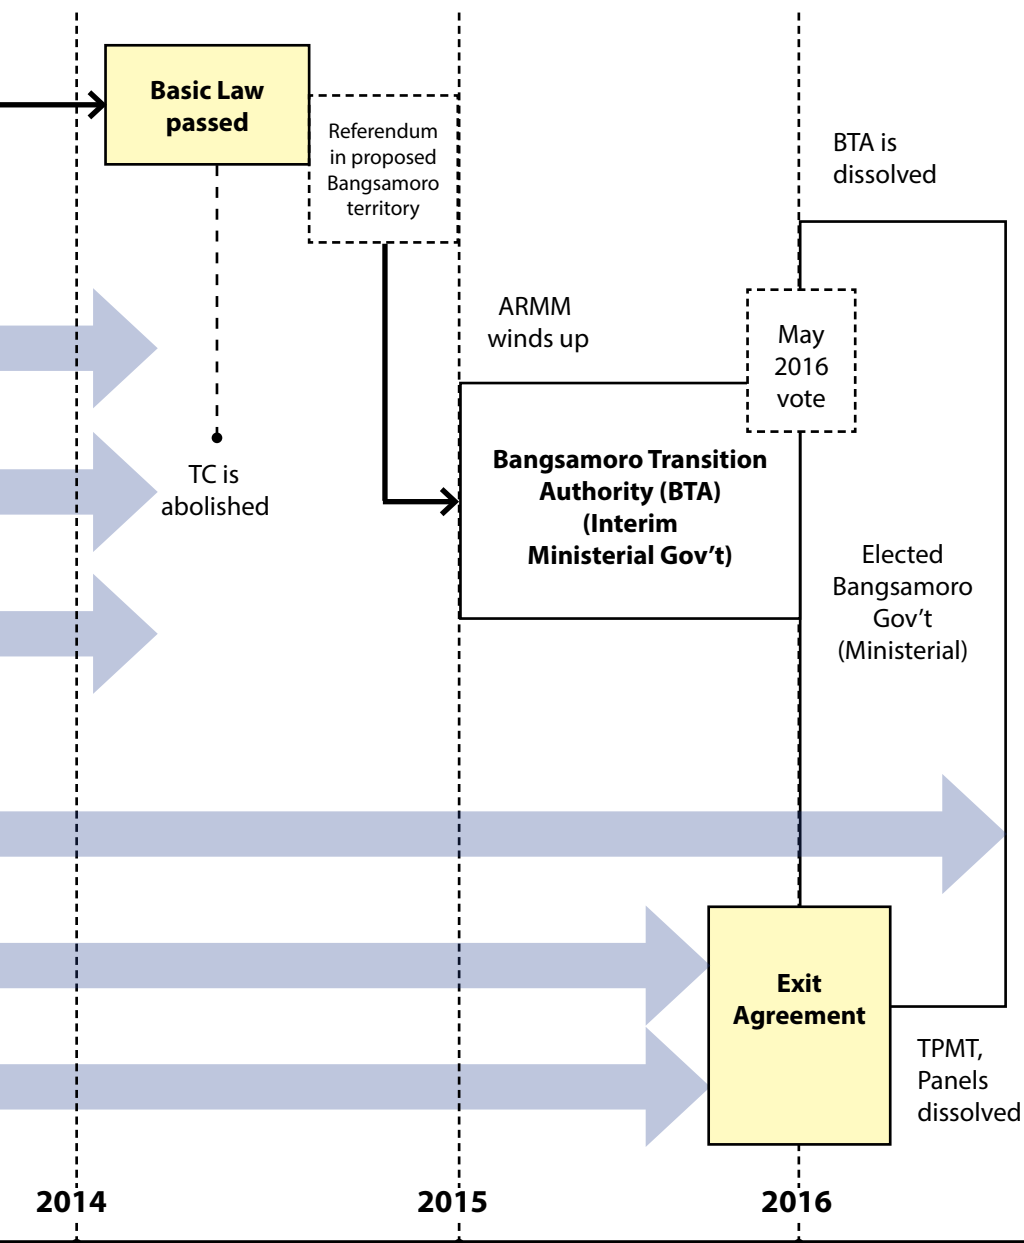 Basic Law
passed
Referendum
in proposed
Bangsamoro
territory
BTA is
dissolved
ARMM
winds up
May
2016
vote
TC is
abolished
Bangsamoro Transition
Authority (BTA)
(Interim
Ministerial Gov't)
Elected
Bangsamoro
Gov't
(Ministerial)
Exit
Agreement
TPMT,
Panels
dissolved
2014
2015
2016